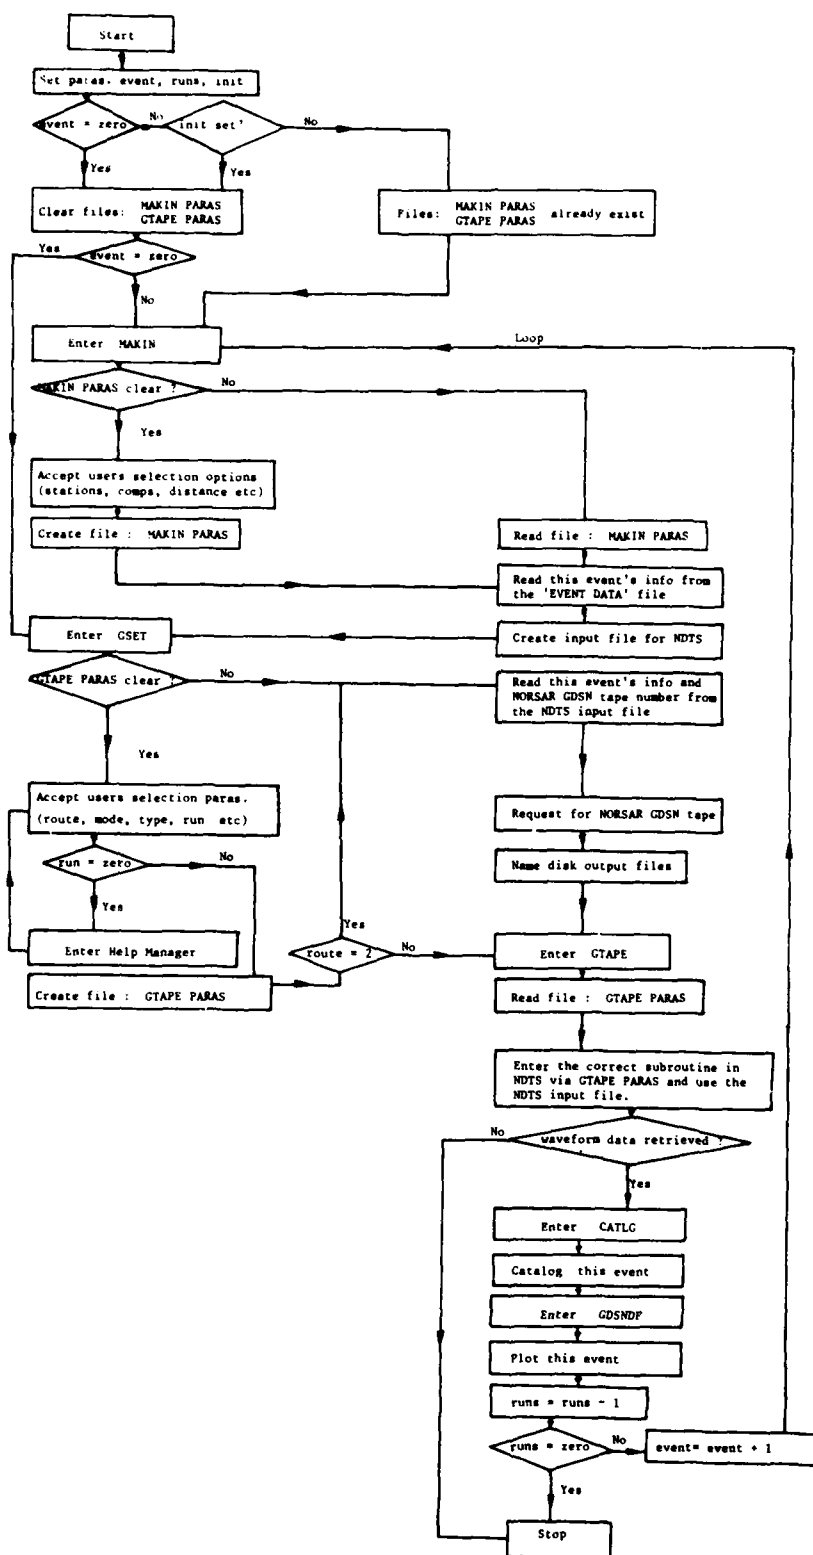 Start
Set paras. event, runs, init
event = zero
No
init set?
No
Yes
Yes
Clear files: MAKIN PARAS
GTAPE PARAS
Files: MAKIN PARAS
GTAPE PARAS already exist
Yes
event = zero
No
Enter MAKIN
Loop
MAKIN PARAS clear ?
No
Yes
Accept users selection options
(stations, comps, distance etc)
Create file : MAKIN PARAS
Read file : MAKIN PARAS
Read this event's info from
the 'EVENT DATA' file
Enter GSET
Create input file for NDTS
GTAPE PARAS clear ?
No
Read this event's info and
NORSAR GDSN tape number from
the NDTS input file
Yes
Accept users selection paras.
(route, mode, type, run etc)
Request for NORSAR GDSN tape
run = zero
No
Name disk output files
Yes
Enter Help Manager
Yes
route = 2
No
Enter GTAPE
Create file : GTAPE PARAS
Read file : GTAPE PARAS
Enter the correct subroutine in
NDTS via GTAPE PARAS and use the
NDTS input file.
No
waveform data retrieved ?
Yes
Enter CATLG
Catalog this event
Enter GDSNDF
Plot this event
runs = runs - 1
runs = zero
No
event= event + 1
Yes
Stop